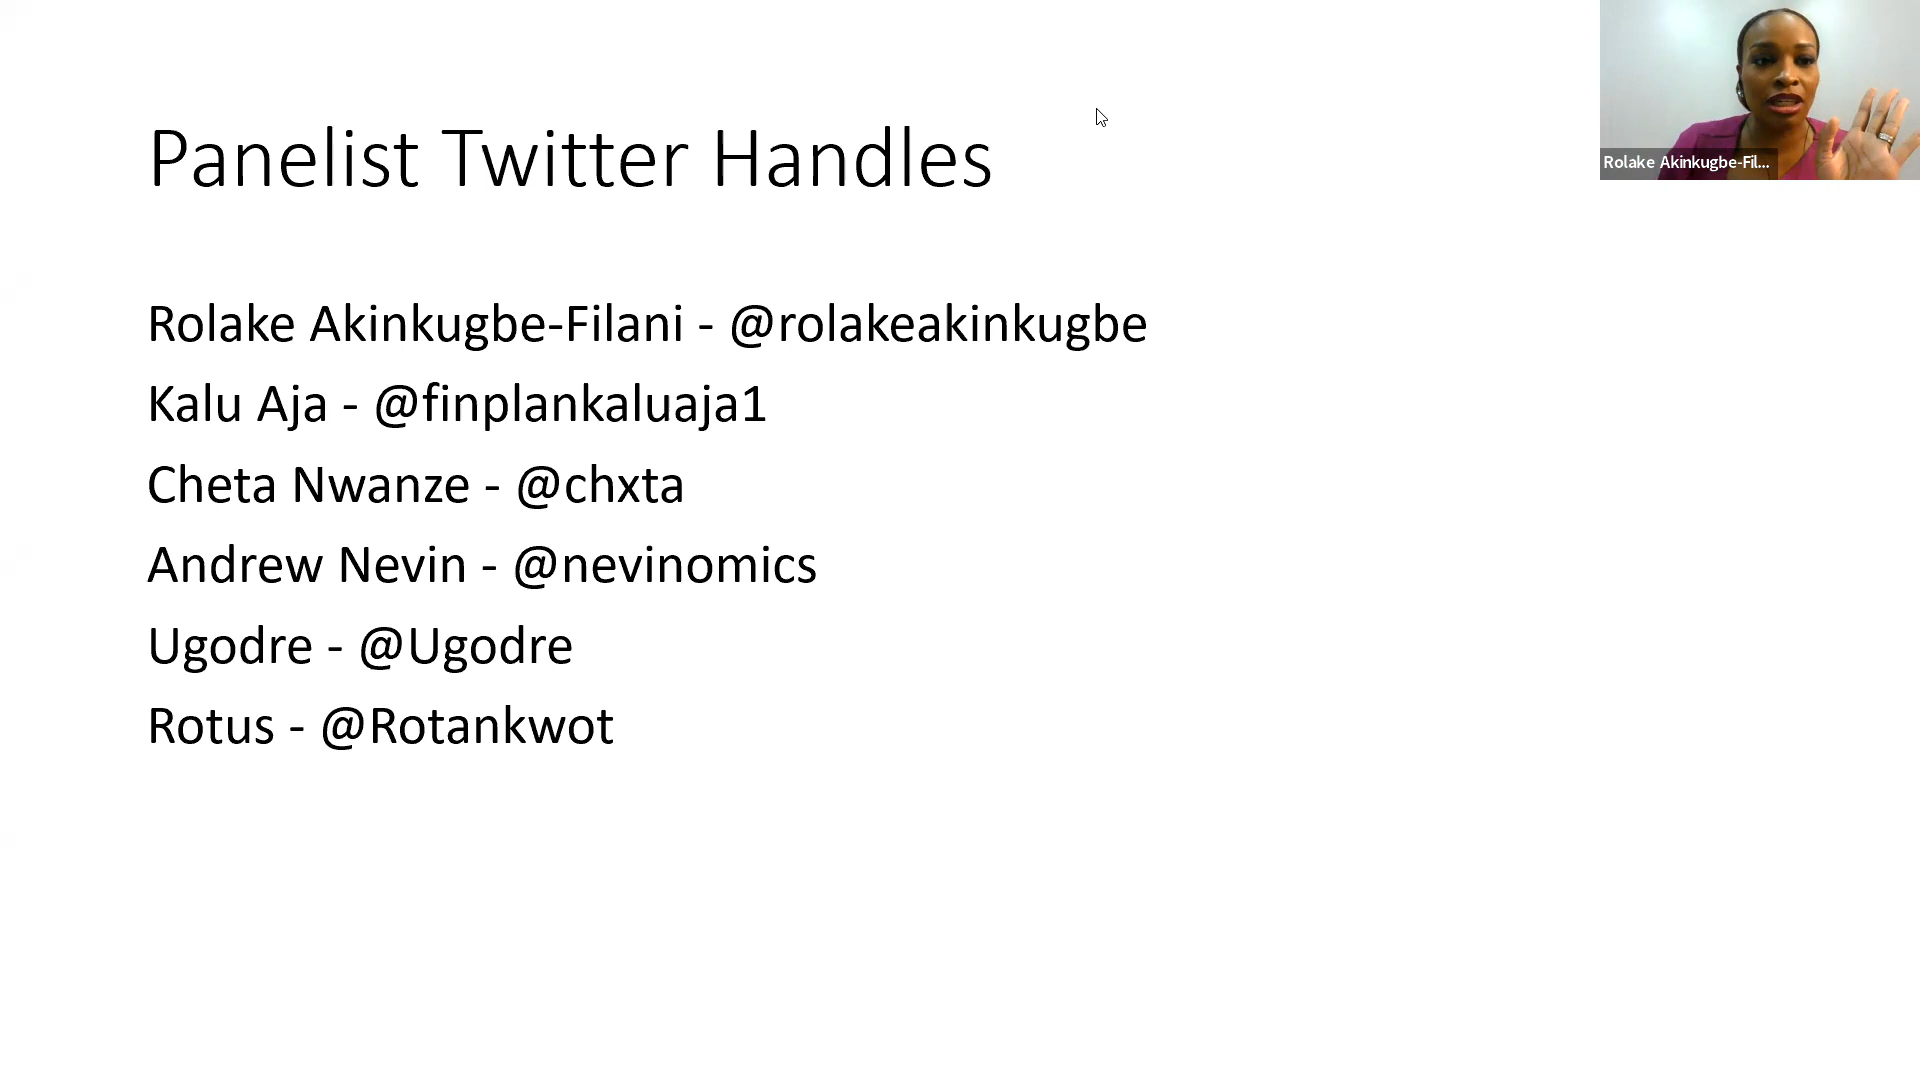 Panelist Twitter Handles
Rolake Akinkugbe-Fil...
Rolake Akinkugbe-Filani - @rolakeakinkugbe
Kalu Aja - @finplankaluaja1
Cheta Nwanze - @chxta
Andrew Nevin - @nevinomics
Ugodre - @Ugodre
Rotus - @Rotankwot